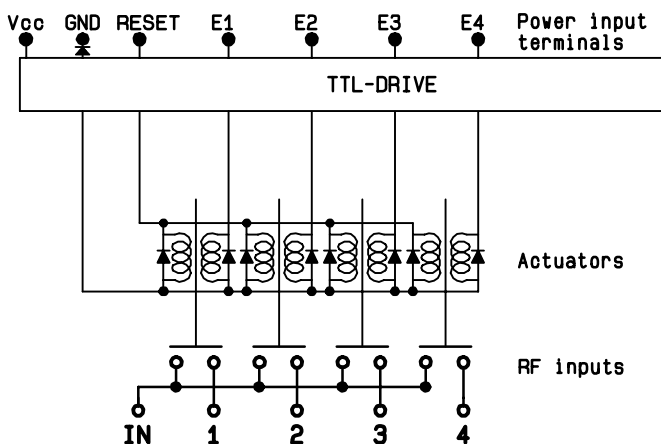 Vcc GND RESET E1 E2 E3 E4 Power input
terminals
TTL-DRIVE
Actuators
RF inputs
IN 1 2 3 4